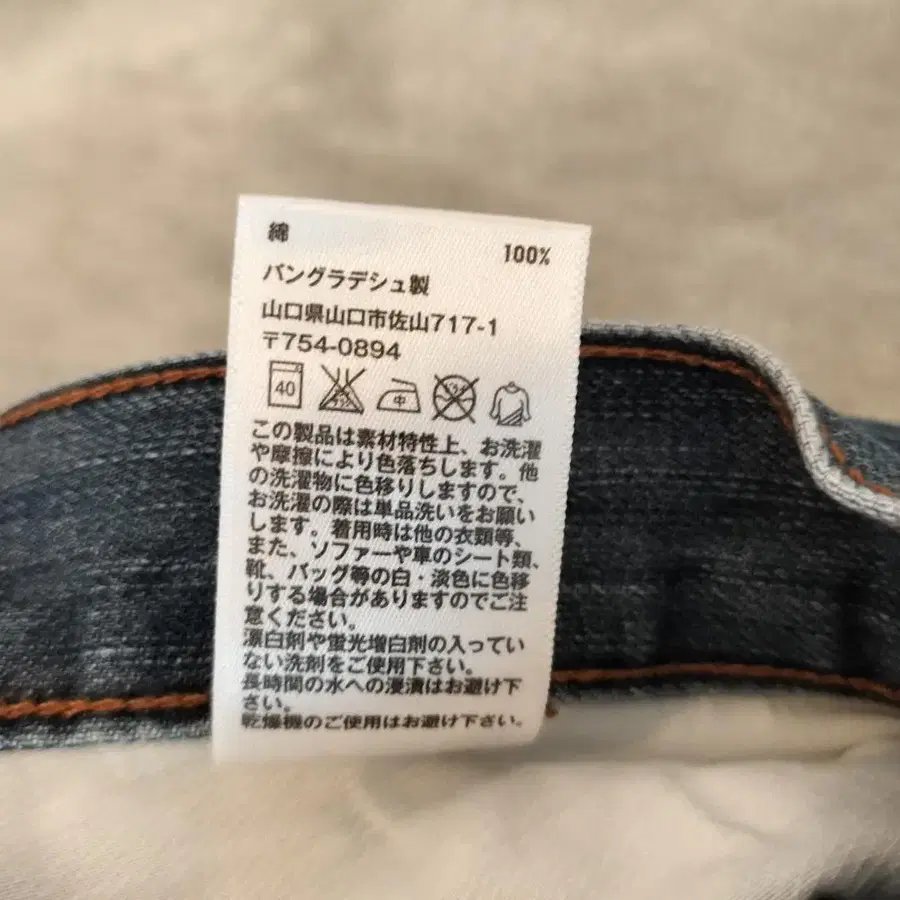 綿 100%
バングラデシュ製
山口県山口市佐山717-1
〒754-0894
40 中
この製品は素材特性上、お洗濯
や摩擦により色落ちします。他
の洗濯物に色移りしますので、
お洗濯の際は単品洗いをお願い
します。着用時は他の衣類等、
また、ソファーや車のシート類、
靴、バッグ等の白・淡色に色移
りする場合がありますのでご注
意ください。
漂白剤や蛍光増白剤の入ってい
ない洗剤をご使用下さい。
長時間の水への浸漬はお避け下
さい。
乾燥機のご使用はお避け下さい。